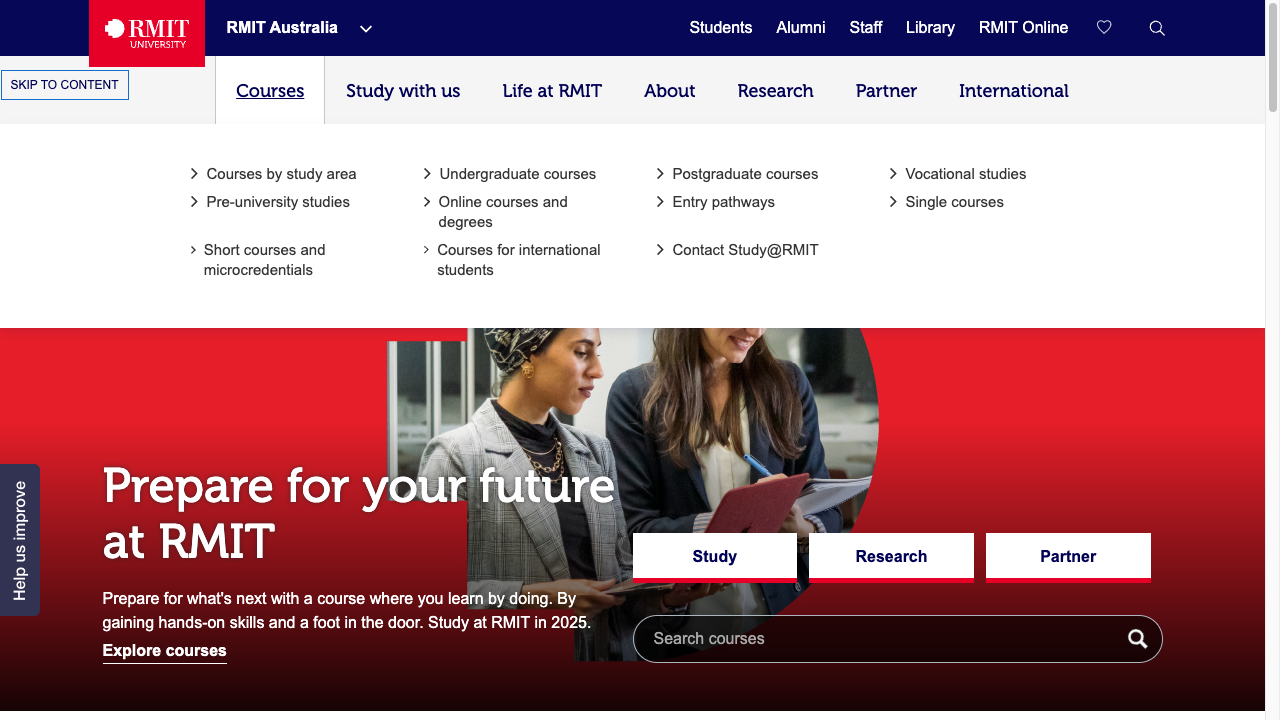 RMIT UNIVERSITY
RMIT Australia
Students
Alumni
Staff
Library
RMIT Online
SKIP TO CONTENT
Courses
Study with us
Life at RMIT
About
Research
Partner
International
Courses by study area
Undergraduate courses
Postgraduate courses
Vocational studies
Pre-university studies
Online courses and
degrees
Entry pathways
Single courses
Short courses and
microcredentials
Courses for international
students
Contact Study@RMIT
Help us improve
Prepare for your future
at RMIT
Prepare for what's next with a course where you learn by doing. By
gaining hands-on skills and a foot in the door. Study at RMIT in 2025.
Explore courses
Study
Research
Partner
Search courses